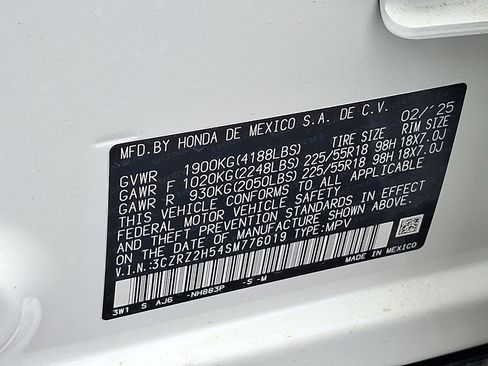 MFD.BY HONDA DE MEXICO S.A. DE C.V. 02/'25
TIRE SIZE RIM SIZE
GVWR 1900KG(4188LBS)
GAWR F 1020KG(2248LBS) 225/55R18 98H 18X7.0J
GAWR R 930KG(2050LBS) 225/55R18 98H 18X7.0J
THIS VEHICLE CONFORMS TO ALL APPLICABLE
FEDERAL MOTOR VEHICLE SAFETY
AND THEFT PREVENTION STANDARDS IN EFFECT
ON THE DATE OF MANUFACTURE SHOWN ABOVE.
V.I.N.:3CZRZ2H54SM776019 TYPE:MPV
MADE IN MEXICO
3W1 S AJ6 -NH883P -S -M